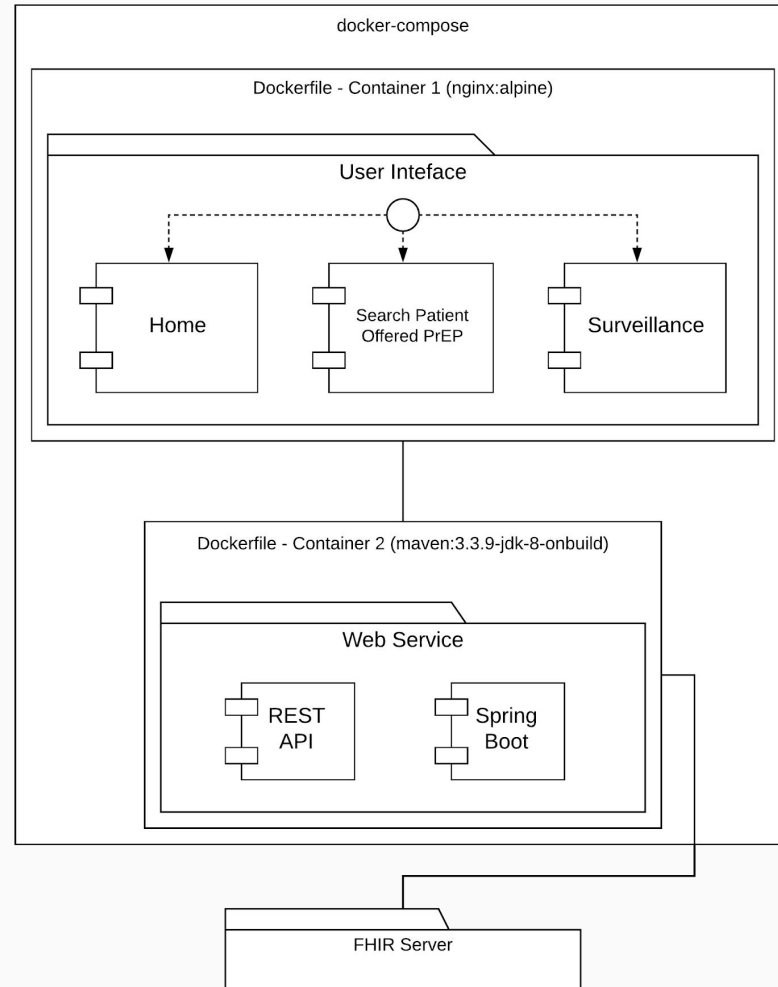 docker-compose
Dockerfile - Container 1 (nginx:alpine)
User Inteface
Home
Search Patient
Offered PrEP
Surveillance
Dockerfile - Container 2 (maven:3.3.9-jdk-8-onbuild)
Web Service
REST
API
Spring
Boot
FHIR Server